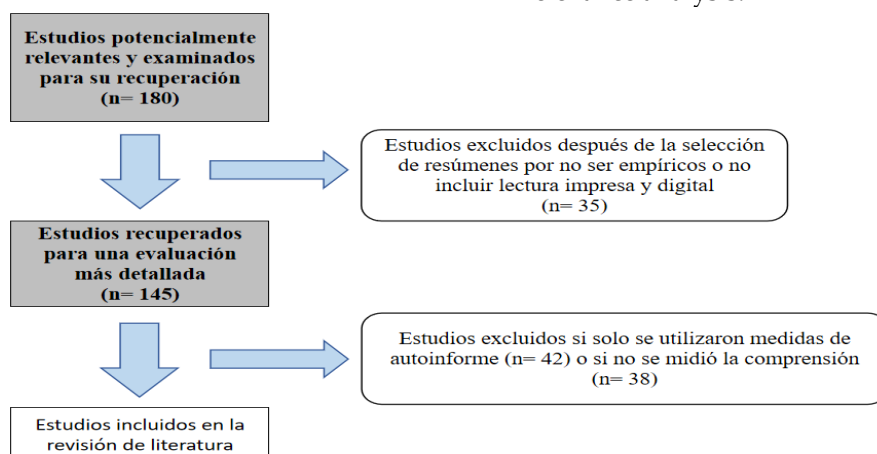 Estudios potencialmente
relevantes y examinados
para su recuperación
(n= 180)
Estudios excluidos después de la selección
de resúmenes por no ser empíricos o no
incluir lectura impresa y digital
(n= 35)
Estudios recuperados
para una evaluación
más detallada
(n= 145)
Estudios excluidos si solo se utilizaron medidas de
autoinforme (n= 42) o si no se midió la comprensión
(n= 38)
Estudios incluidos en la
revisión de literatura